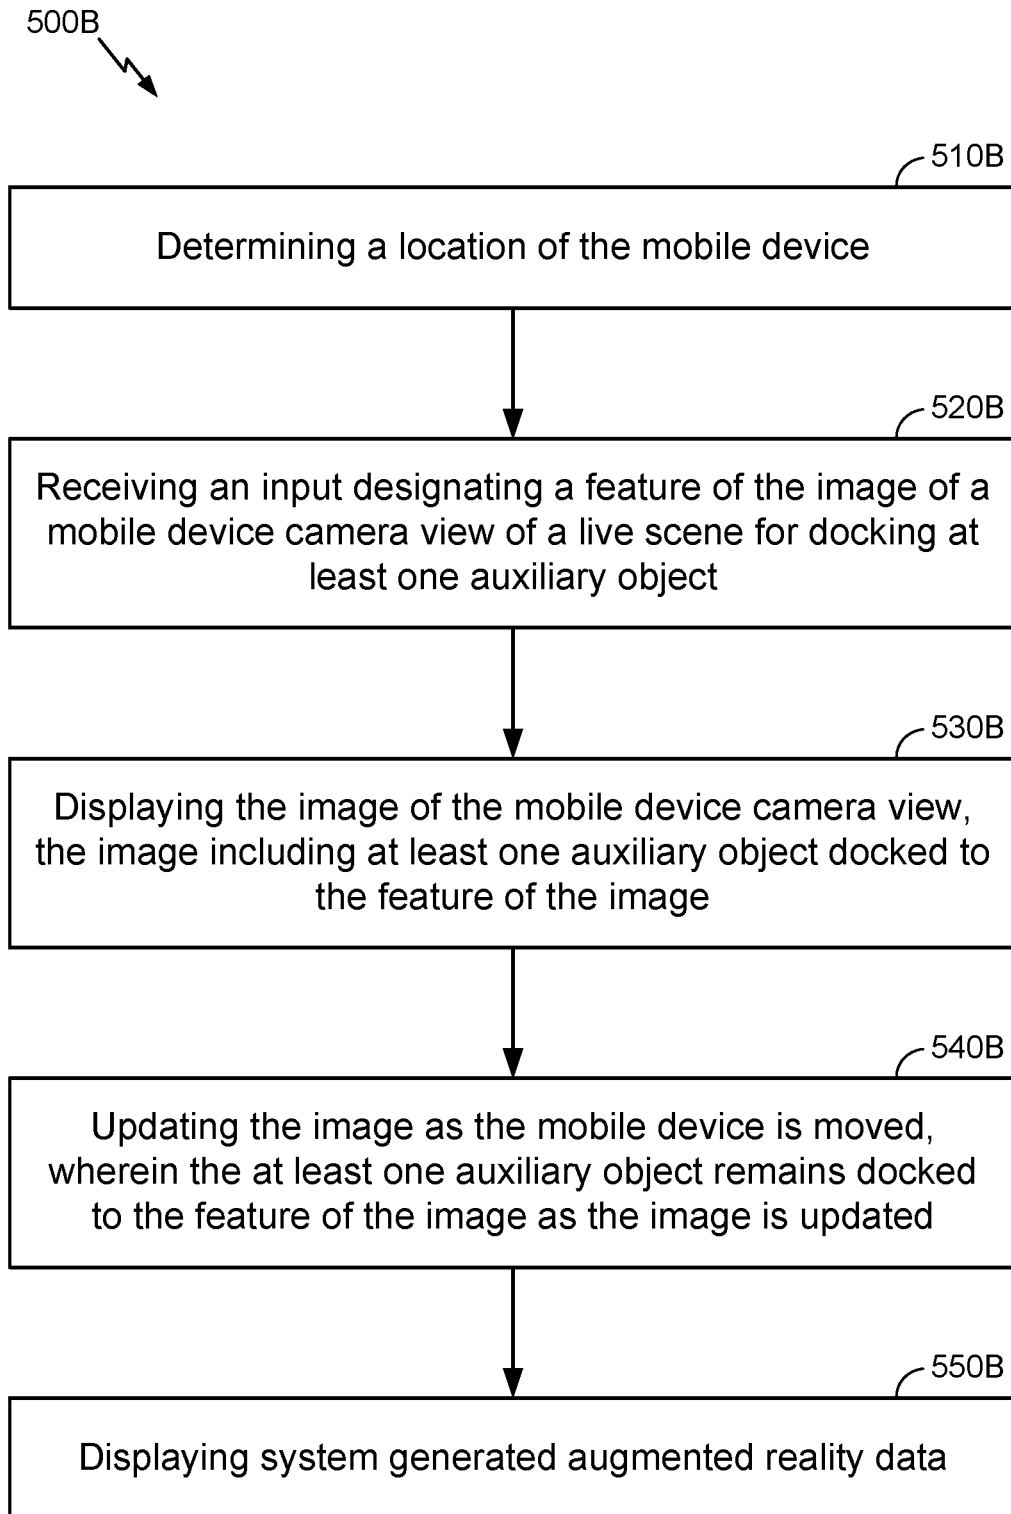 500B
510B
Determining a location of the mobile device
520B
Receiving an input designating a feature of the image of a
mobile device camera view of a live scene for docking at
least one auxiliary object
530B
Displaying the image of the mobile device camera view,
the image including at least one auxiliary object docked to
the feature of the image
540B
Updating the image as the mobile device is moved,
wherein the at least one auxiliary object remains docked
to the feature of the image as the image is updated
550B
Displaying system generated augmented reality data